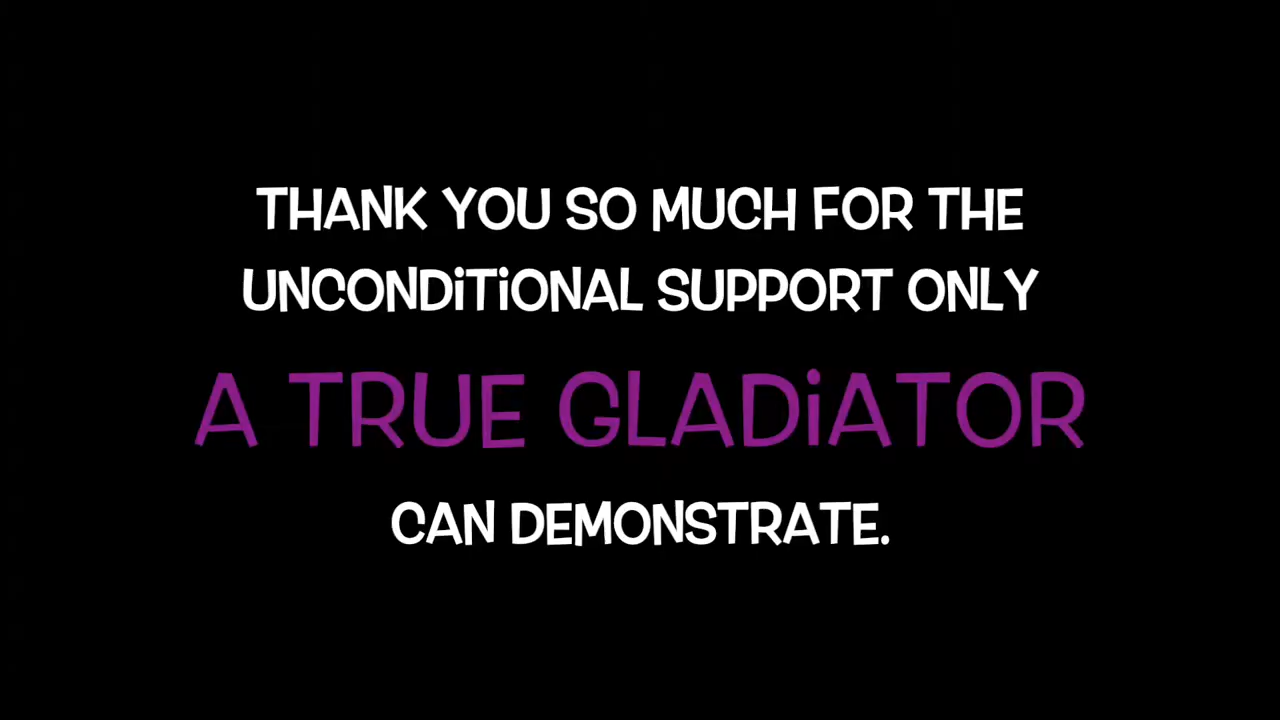 THANK YOU SO MUCH FOR THE
UNCONDiTiONAL SUPPORT ONLY
A TRUE GLADiATOR
CAN DEMONSTRATE.